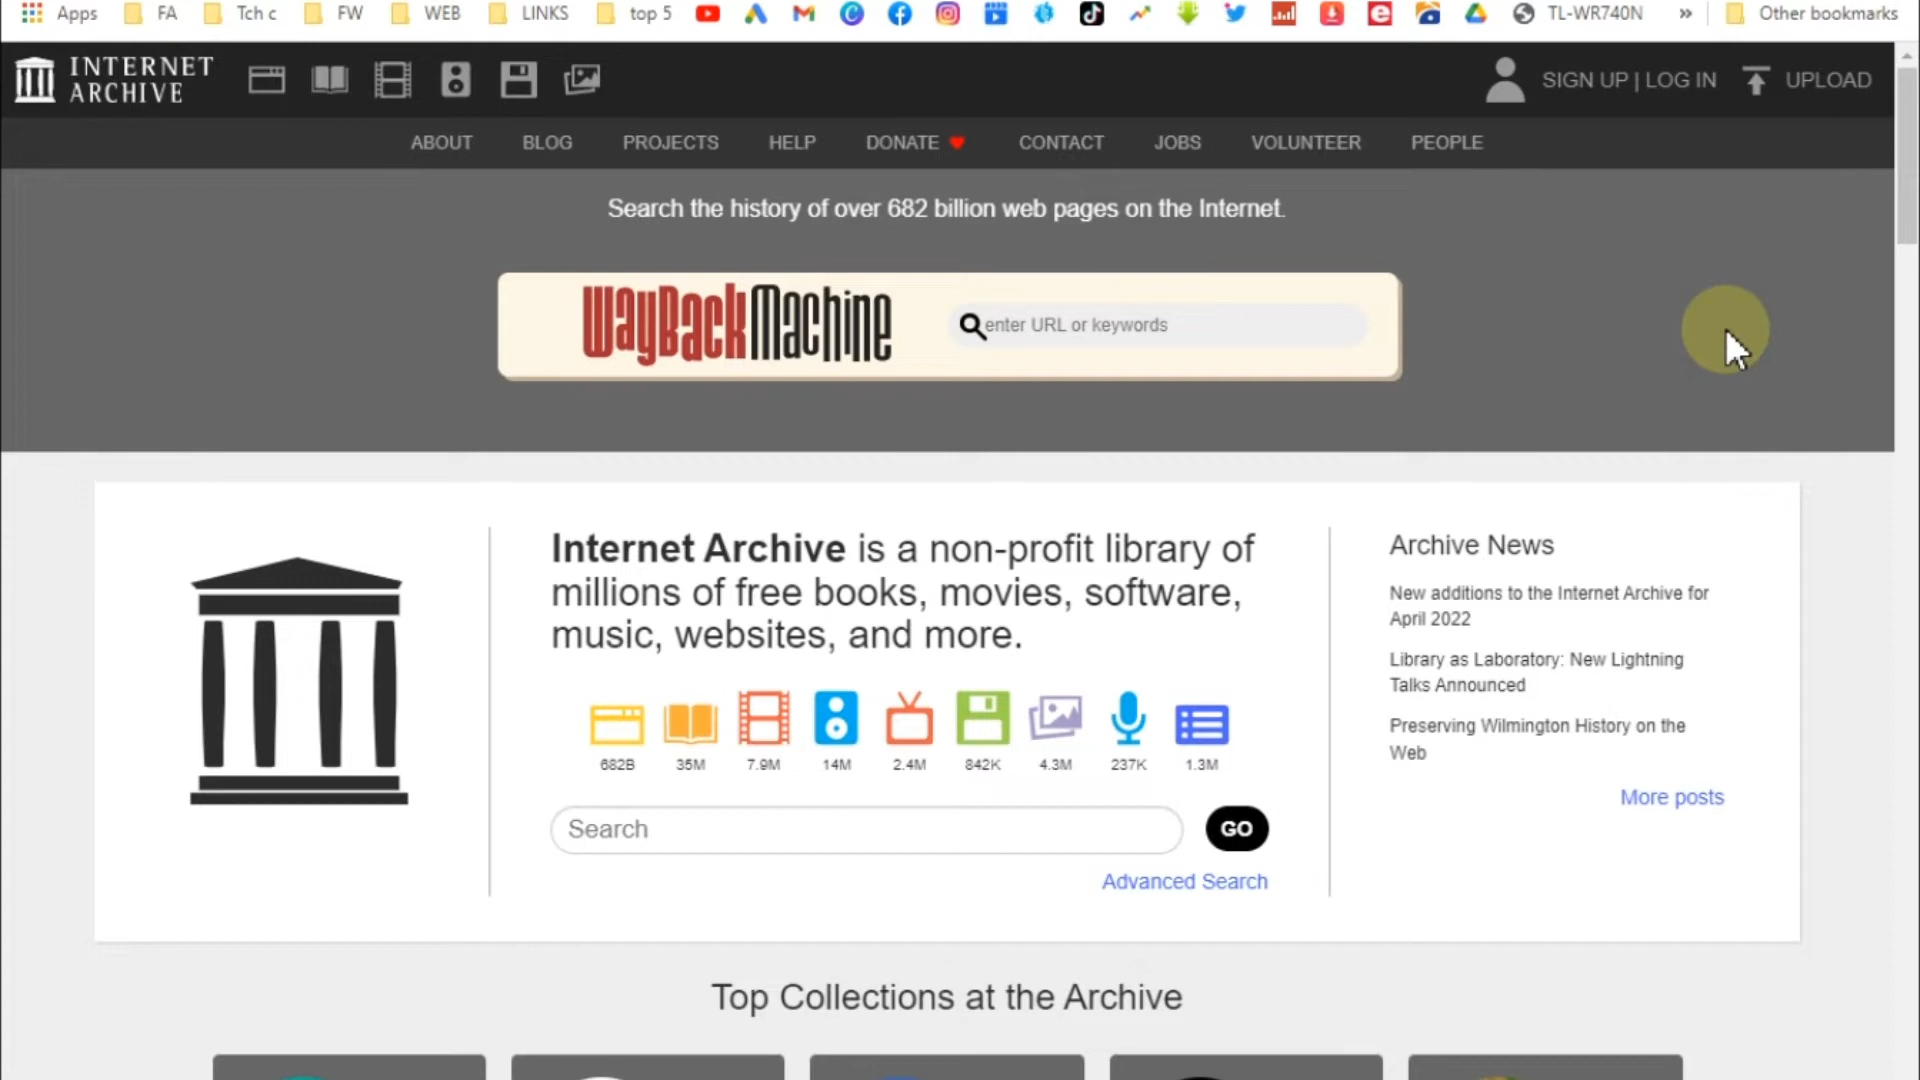 Apps FA Tch c FW WEB LINKS top 5 TL-WR740N » Other bookmarks
INTERNET
ARCHIVE
SIGN UP | LOG IN UPLOAD
ABOUT BLOG PROJECTS HELP DONATE CONTACT JOBS VOLUNTEER PEOPLE
Search the history of over 682 billion web pages on the Internet.
WayBackMachine enter URL or keywords
Internet Archive is a non-profit library of
millions of free books, movies, software,
music, websites, and more.
682B 35M 7.9M 14M 2.4M 842K 4.3M 237K 1.3M
Search GO
Advanced Search
Archive News
New additions to the Internet Archive for
April 2022
Library as Laboratory: New Lightning
Talks Announced
Preserving Wilmington History on the
Web
More posts
Top Collections at the Archive